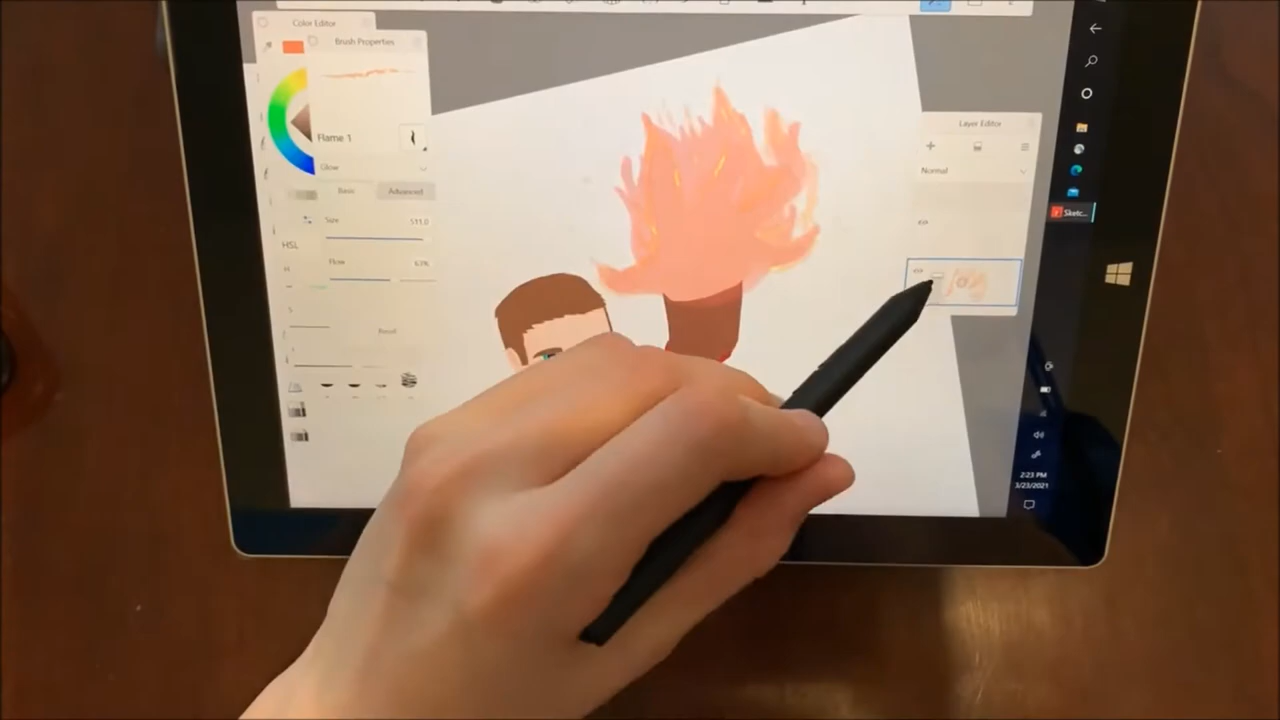 Color Editor
Brush Properties
Flame 1
Glow
Basic
Advanced
Size
511.0
HSL
H
Flow
63%
S
L
Reset
Layer Editor
Normal
Sketc...
2:23 PM
3/23/2021